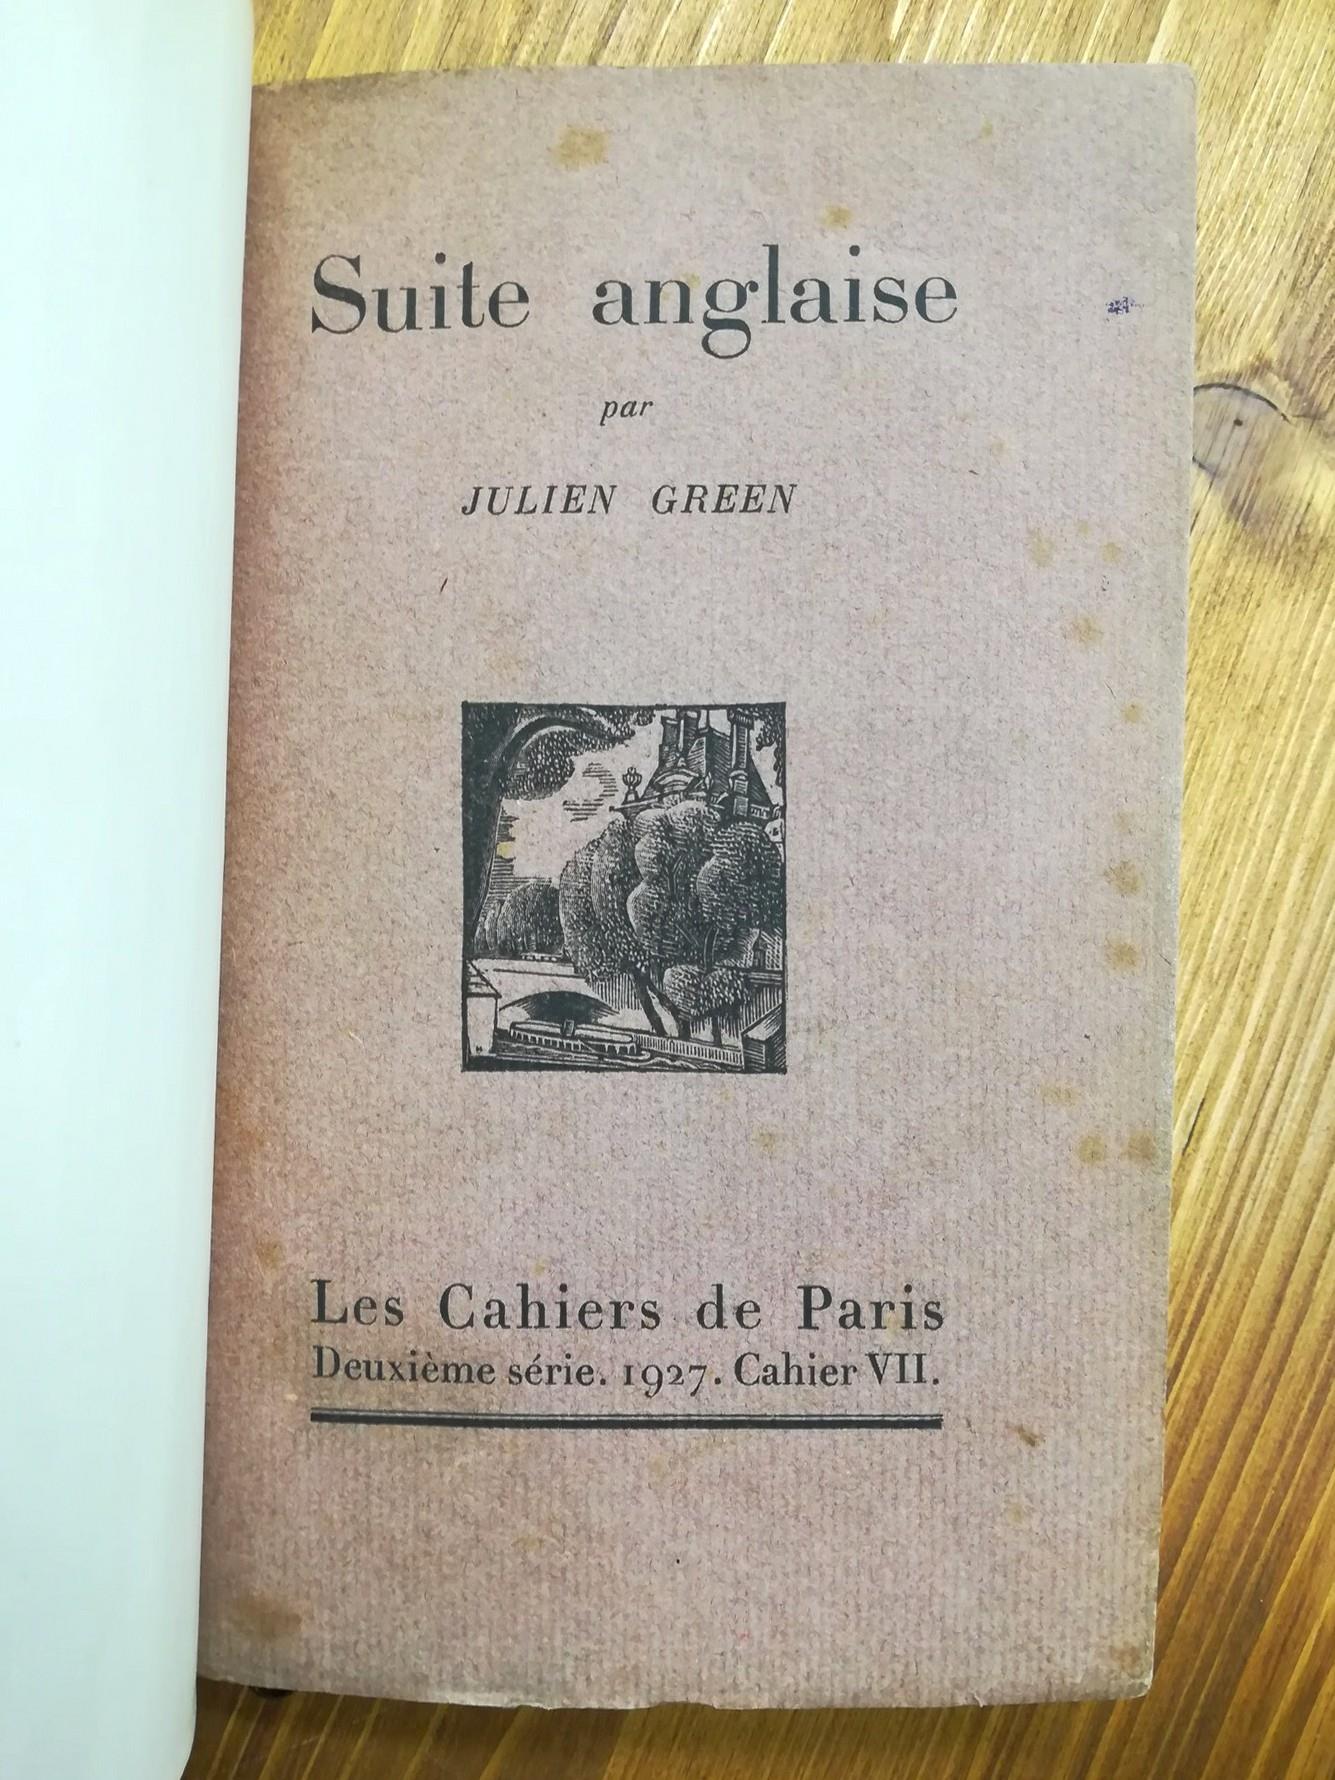 Suite anglaise
par
JULIEN GREEN
Les Cahiers de Paris
Deuxième série. 1927. Cahier VII.